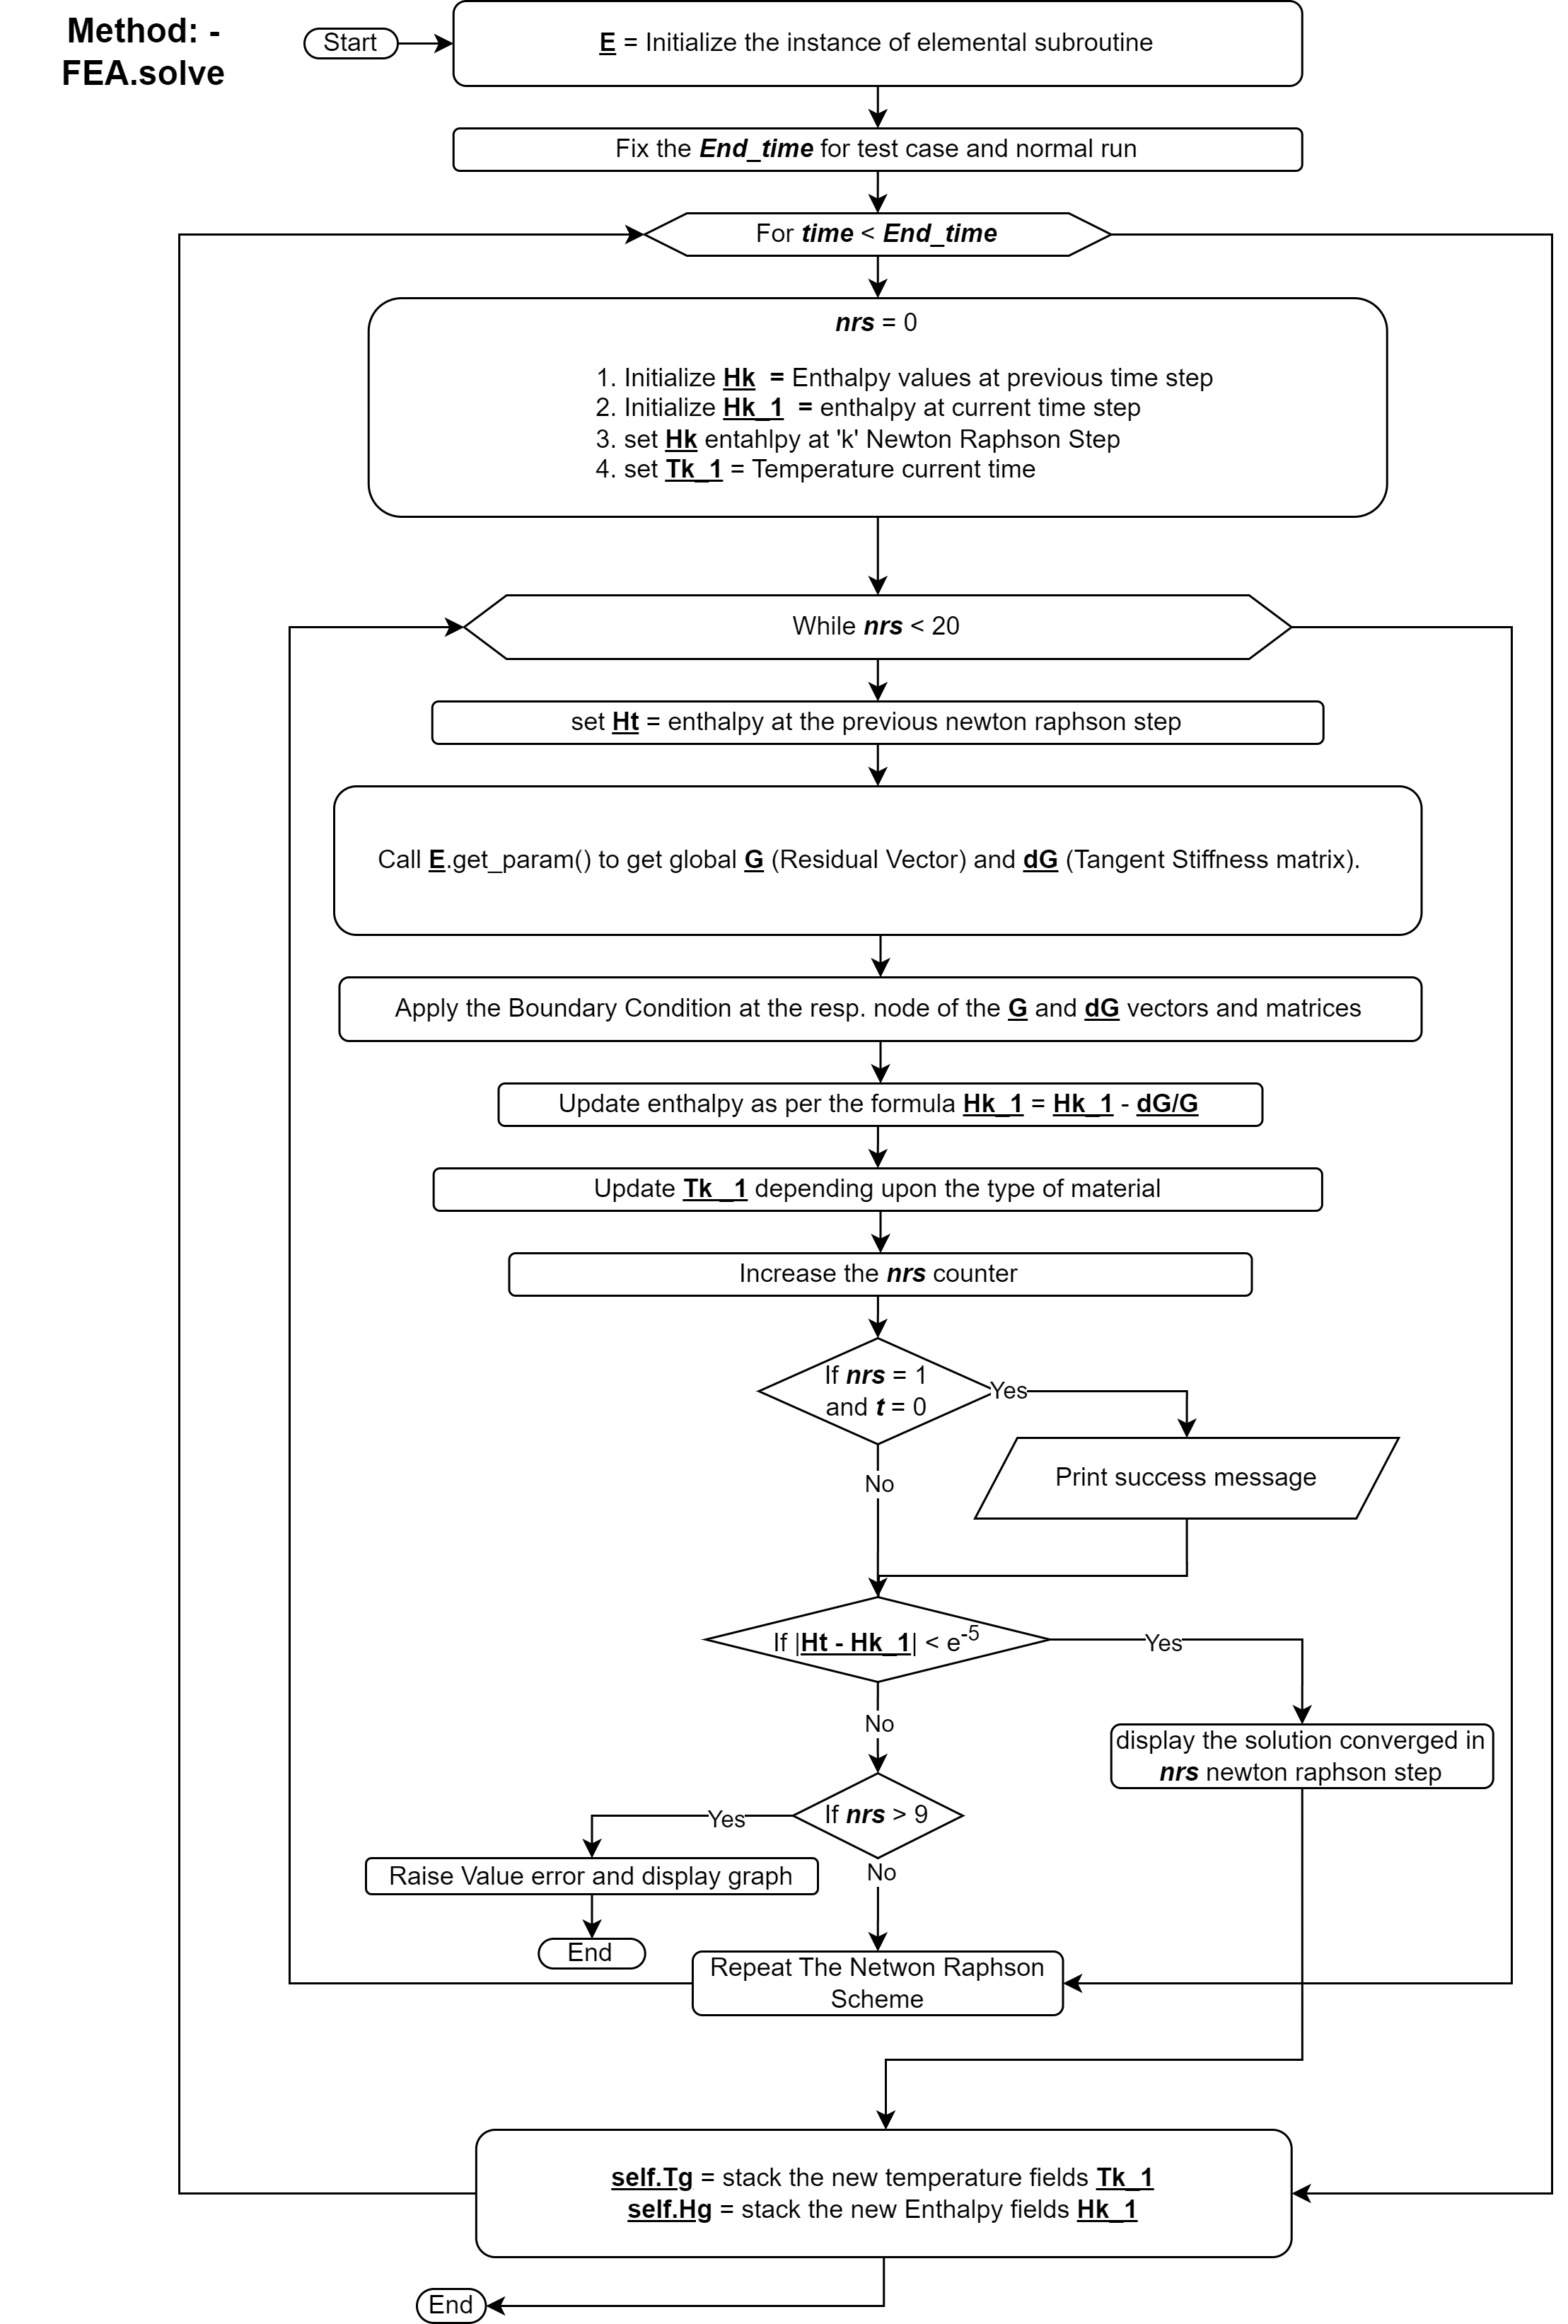 Method: -
FEA.solve
Start
E = Initialize the instance of elemental subroutine
Fix the End_time for test case and normal run
For time < End_time
nrs = 0
1. Initialize Hk = Enthalpy values at previous time step
2. Initialize Hk_1 = enthalpy at current time step
3. set Hk entahlpy at 'k' Newton Raphson Step
4. set Tk_1 = Temperature current time
While nrs < 20
set Ht = enthalpy at the previous newton raphson step
Call E.get_param() to get global G (Residual Vector) and dG (Tangent Stiffness matrix).
Apply the Boundary Condition at the resp. node of the G and dG vectors and matrices
Update enthalpy as per the formula Hk_1 = Hk_1 - dG/G
Update Tk _1 depending upon the type of material
Increase the nrs counter
If nrs = 1
and t = 0
Yes
No
Print success message
If |Ht - Hk_1| < e-5
Yes
No
display the solution converged in
nrs newton raphson step
If nrs > 9
Yes
No
Raise Value error and display graph
End
Repeat The Netwon Raphson
Scheme
self.Tg = stack the new temperature fields Tk_1
self.Hg = stack the new Enthalpy fields Hk_1
End